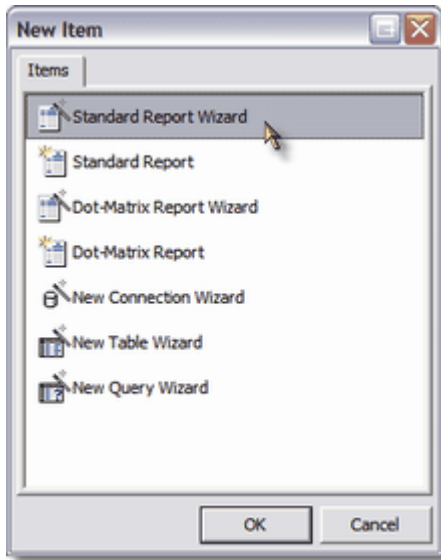 New Item
Items
Standard Report Wizard
Standard Report
Dot-Matrix Report Wizard
Dot-Matrix Report
New Connection Wizard
New Table Wizard
New Query Wizard
OK Cancel